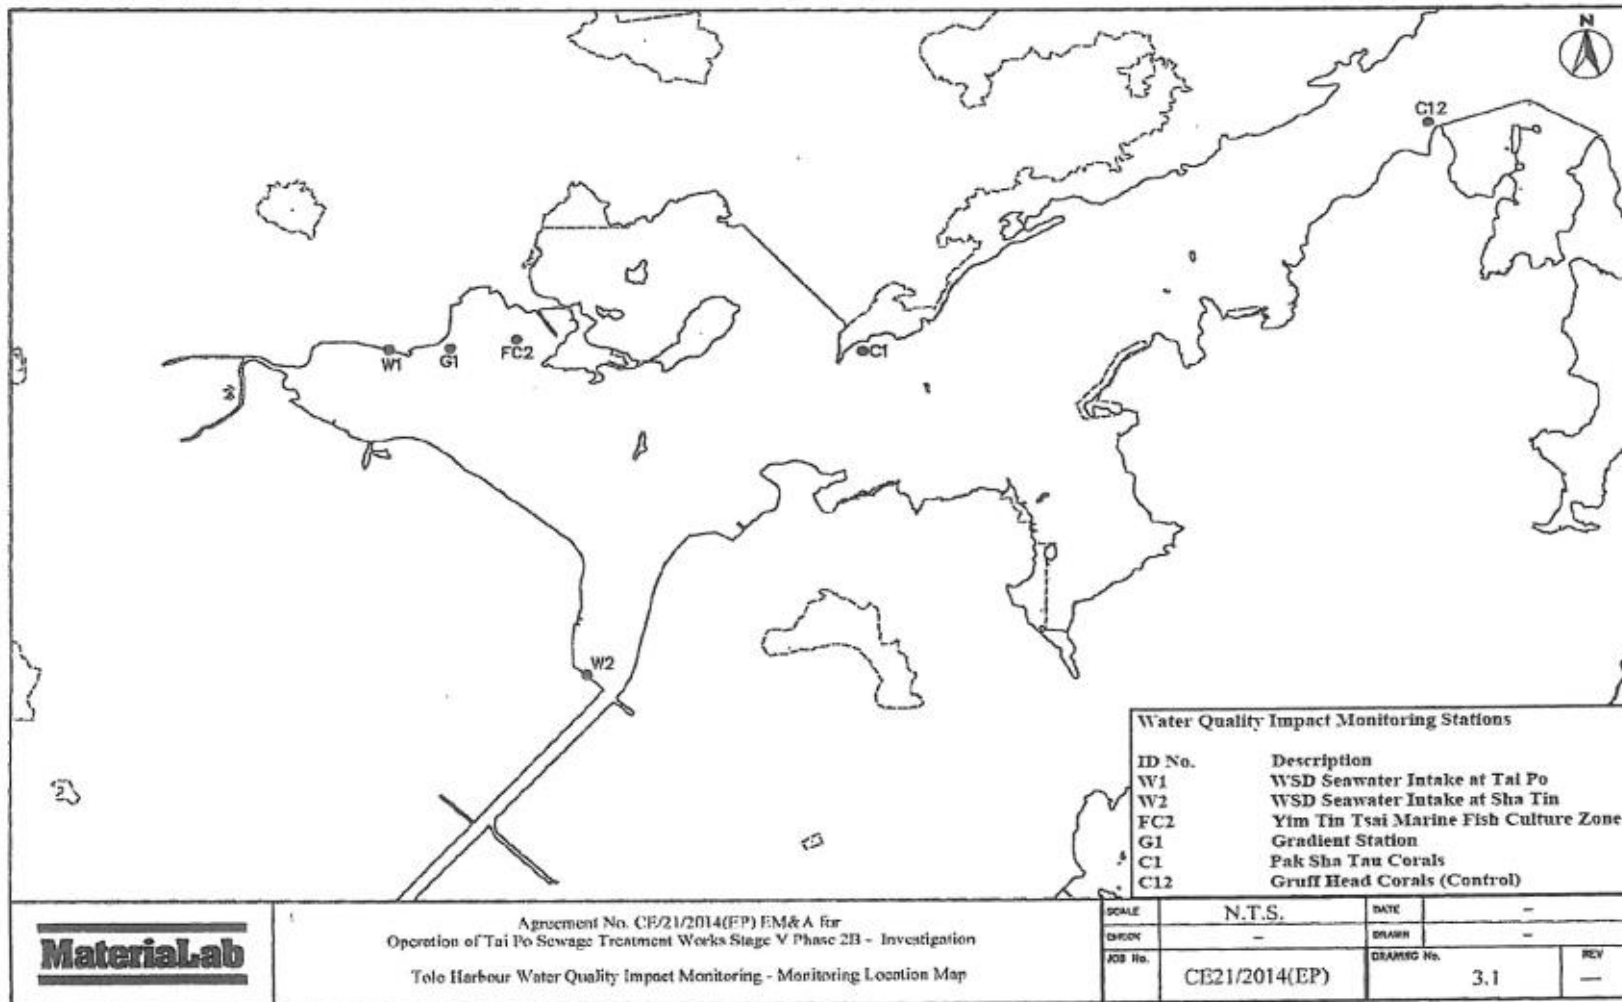 N
C12
W1
G1
FC2
C1
W2
Water Quality Impact Monitoring Stations
ID No. Description
W1 WSD Seawater Intake at Tai Po
W2 WSD Seawater Intake at Sha Tin
FC2 Yim Tin Tsai Marine Fish Culture Zone
G1 Gradient Station
C1 Pak Sha Tau Corals
C12 Gruff Head Corals (Control)
MateriaLab
Agreement No. CE/21/2014(EP) EM&A for
Operation of Tai Po Sewage Treatment Works Stage V Phase 2B - Investigation
Tolo Harbour Water Quality Impact Monitoring - Monitoring Location Map
SCALE N.T.S. DATE -
CHECK - DRAWN -
JOB No. CE21/2014(EP) DRAWING No. 3.1 REV —